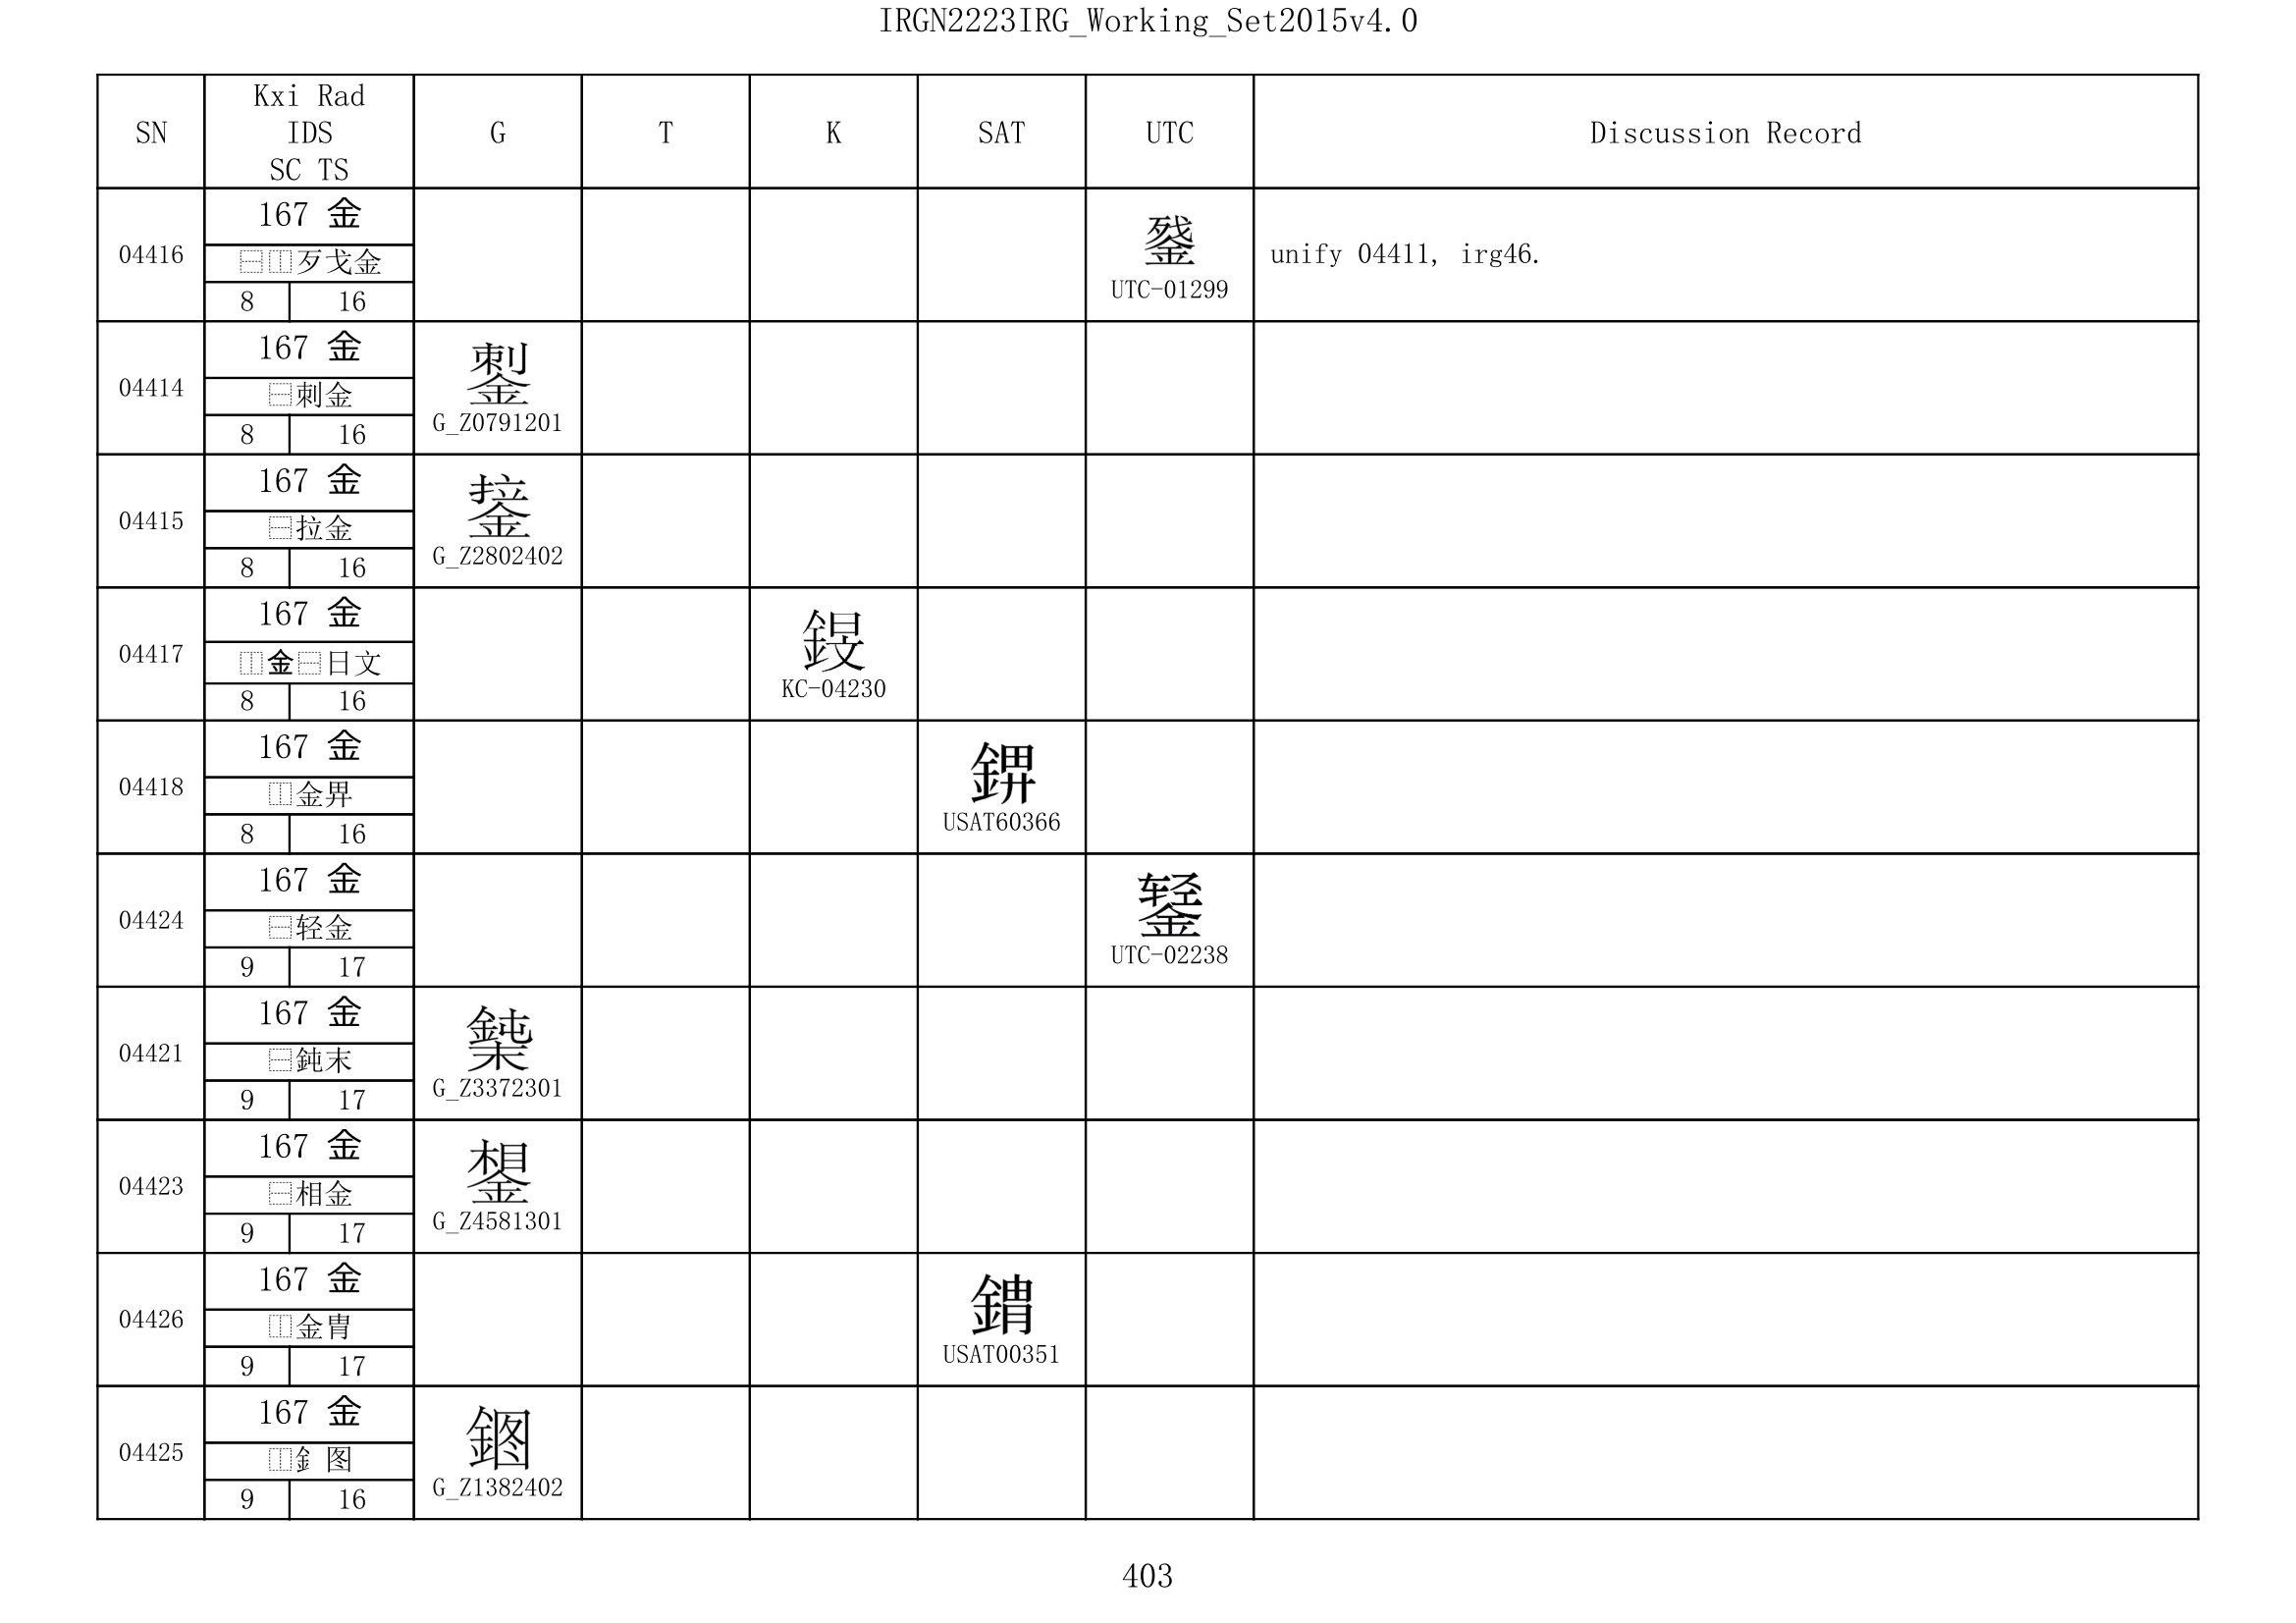 IRGN2223IRG_Working_Set2015v4.0
SN
Kxi Rad
IDS
SC TS
G
T
K
SAT
UTC
Discussion Record
04416
167 金
⿱⿰歹戈金
8 16
UTC-01299
unify 04411, irg46.
04414
167 金
⿱刺金
8 16
G_Z0791201
04415
167 金
⿱拉金
8 16
G_Z2802402
04417
167 金
⿰金⿱日文
8 16
KC-04230
04418
167 金
⿰金畀
8 16
USAT60366
04424
167 金
⿱轻金
9 17
UTC-02238
04421
167 金
⿱鈍末
9 17
G_Z3372301
04423
167 金
⿱相金
9 17
G_Z4581301
04426
167 金
⿰金胄
9 17
USAT00351
04425
167 金
⿰釒图
9 16
G_Z1382402
403